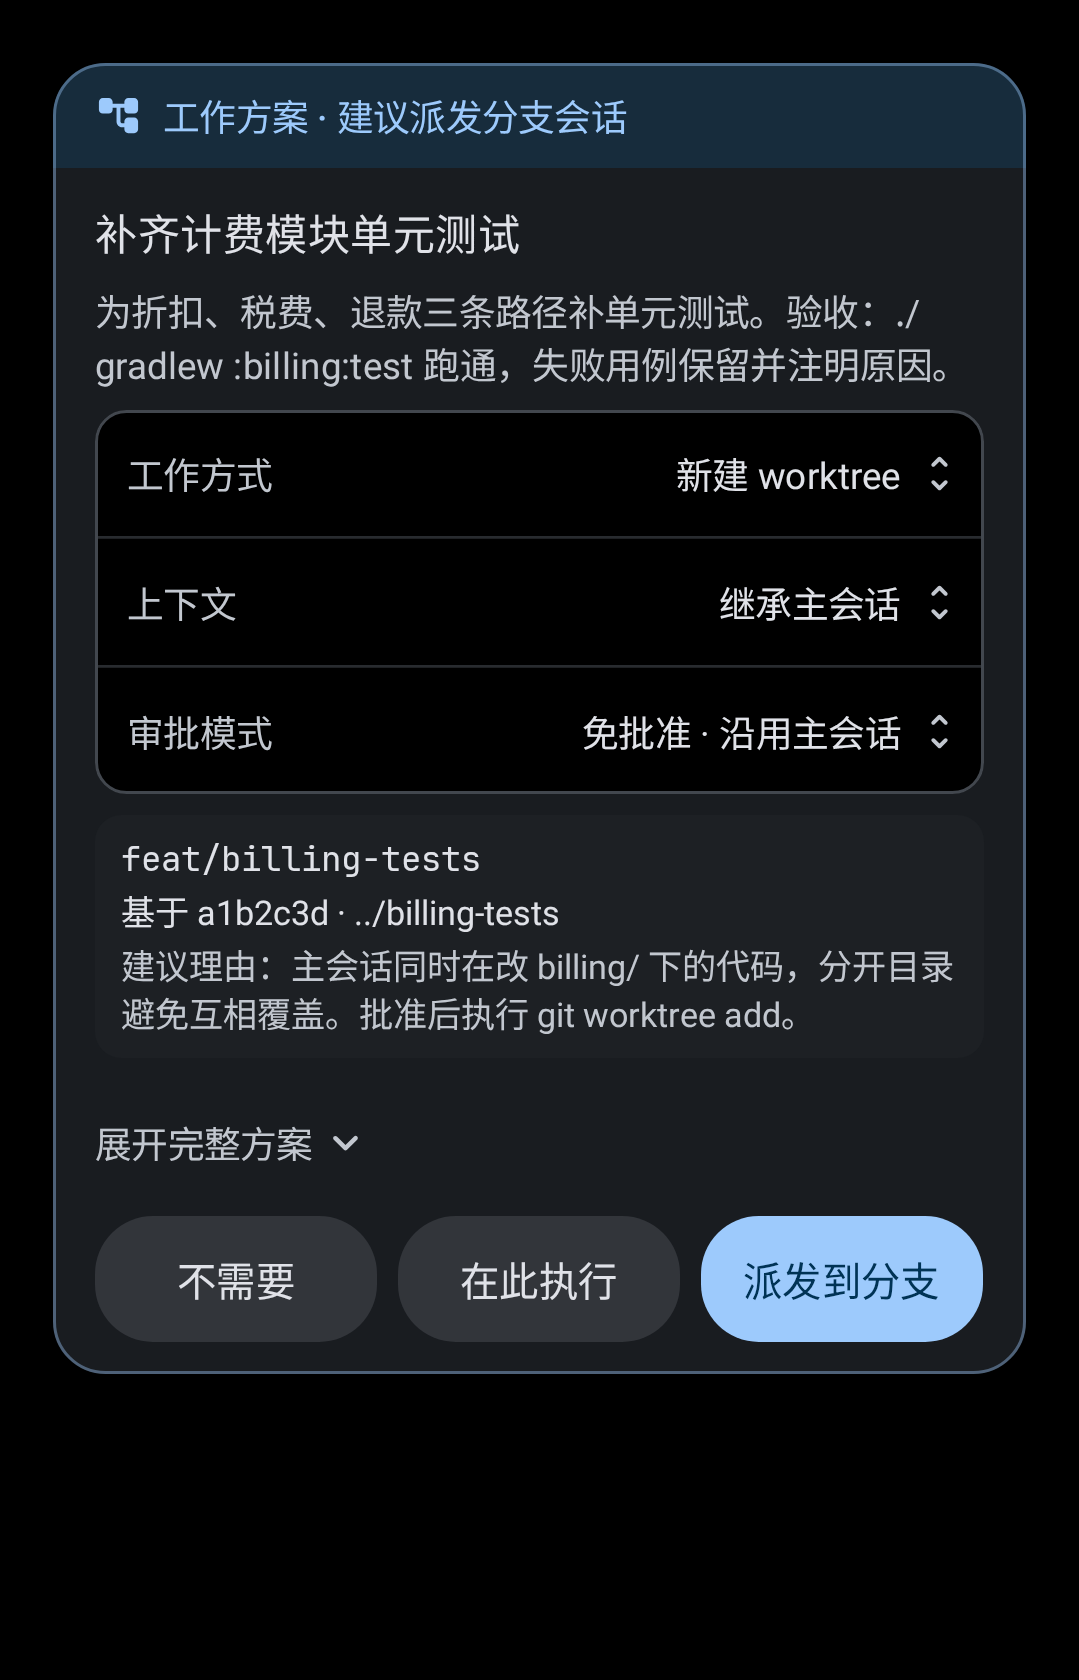 工作方案 · 建议派发分支会话
补齐计费模块单元测试
为折扣、税费、退款三条路径补单元测试。验收：./
gradlew :billing:test 跑通，失败用例保留并注明原因。
工作方式 新建 worktree
上下文 继承主会话
审批模式 免批准 · 沿用主会话
feat/billing-tests
基于 a1b2c3d · ../billing-tests
建议理由：主会话同时在改 billing/ 下的代码，分开目录
避免互相覆盖。批准后执行 git worktree add。
展开完整方案
不需要 在此执行 派发到分支